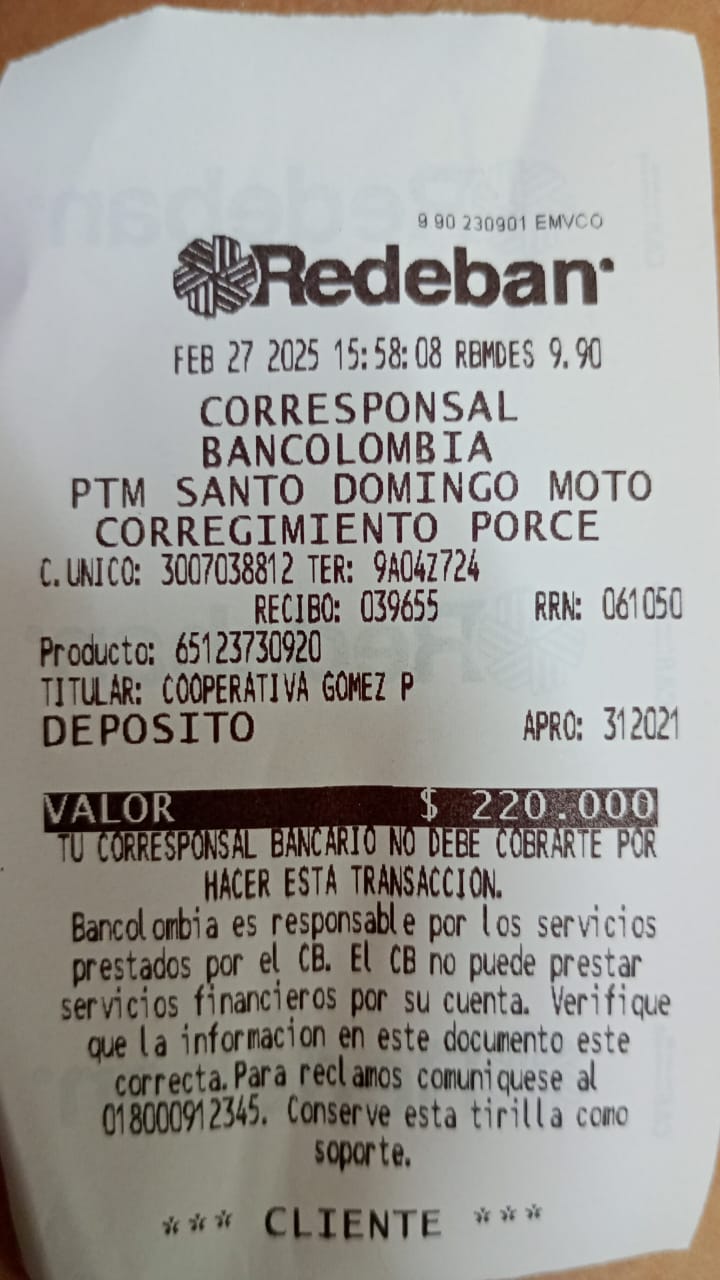 9 90 230901 EMVCO
Redeban
FEB 27 2025 15:58:08 RBMDES 9.90
CORRESPONSAL
BANCOLOMBIA
PTM SANTO DOMINGO MOTO
CORREGIMIENTO PORCE
C.UNICO: 3007038812 TER: 9A04Z724
RECIBO: 039655 RRN: 061050
Producto: 65123730920
TITULAR: COOPERATIVA GOMEZ P
DEPOSITO APRO: 312021
VALOR $ 220.000
TU CORRESPONSAL BANCARIO NO DEBE COBRARTE POR
HACER ESTA TRANSACCION.
Bancolombia es responsable por los servicios
prestados por el CB. El CB no puede prestar
servicios financieros por su cuenta. Verifique
que la informacion en este documento este
correcta.Para reclamos comuniquese al
018000912345. Conserve esta tirilla como
soporte.
*** CLIENTE ***